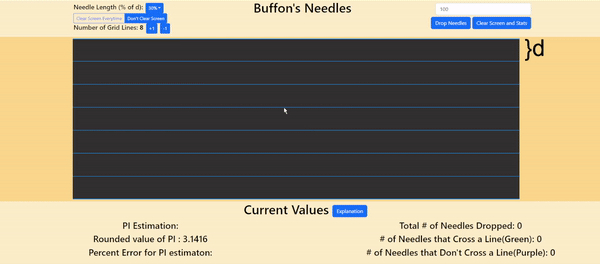 Needle Length (% of d): 30%
Buffon's Needles
100
Clear Screen Everytime Don't Clear Screen
Drop Needles Clear Screen and Stats
Number of Grid Lines: 8 +1 -1
}d
Current Values Explanation
PI Estimation:
Rounded value of PI : 3.1416
Percent Error for PI estimaton:
Total # of Needles Dropped: 0
# of Needles that Cross a Line(Green): 0
# of Needles that Don't Cross a Line(Purple): 0